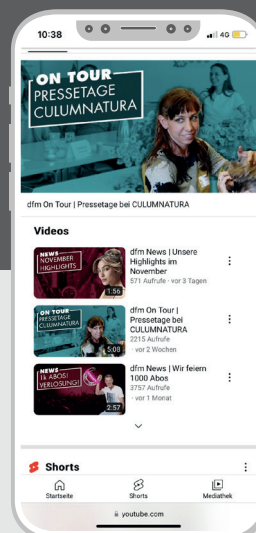 10:38
4G
ON TOUR
PRESSETAGE
CULUMNATURA
dfm On Tour | Pressetage bei CULUMNATURA
Videos
NEWS
NOVEMBER
HIGHLIGHTS
1:56
dfm News | Unsere
Highlights im
November
571 Aufrufe · vor 3 Tagen
ON TOUR
PRESSETAGE
CULUMNATURA
5:08
dfm On Tour |
Pressetage bei
CULUMNATURA
2215 Aufrufe
· vor 2 Wochen
NEWS
1k ABOS!
VERLOSUNG!
2:57
dfm News | Wir feiern
1000 Abos
3757 Aufrufe
· vor 1 Monat
Shorts
Startseite
Shorts
Mediathek
youtube.com